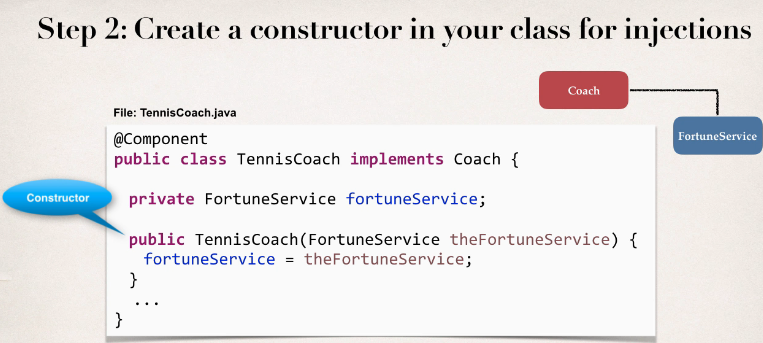 Step 2: Create a constructor in your class for injections
Coach
FortuneService
File: TennisCoach.java
@Component
public class TennisCoach implements Coach {
private FortuneService fortuneService;
Constructor
public TennisCoach(FortuneService theFortuneService) {
fortuneService = theFortuneService;
}
...
}